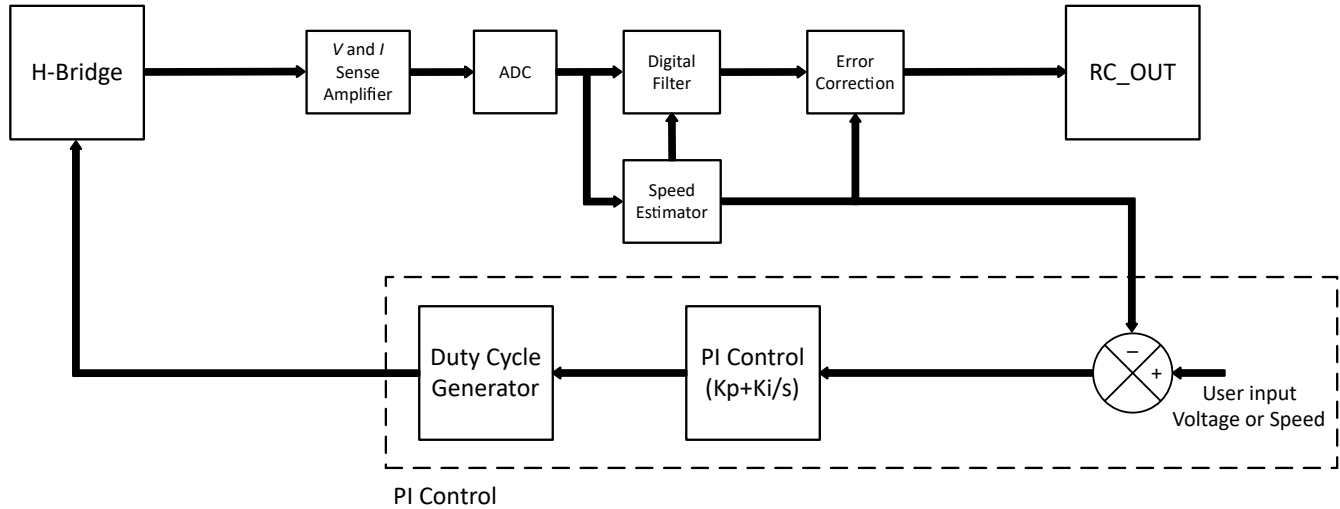 H-Bridge
V and I
Sense
Amplifier
ADC
Digital
Filter
Error
Correction
RC_OUT
Speed
Estimator
Duty Cycle
Generator
PI Control
(Kp+Ki/s)
−
+
User input
Voltage or Speed
PI Control